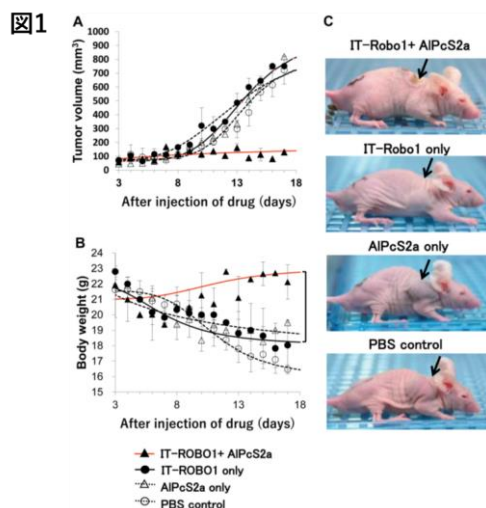 図1
A
Tumor volume (mm³)
1000
900
800
700
600
500
400
300
200
100
0
3
8
13
18
After injection of drug (days)
B
Body weight (g)
23
22
21
20
19
18
17
16
15
3
8
13
18
After injection of drug (days)
IT-ROBO1+ AlPcS2a
IT-ROBO1 only
AlPcS2a only
PBS control
C
IT-Robo1+ AlPcS2a
IT-Robo1 only
AlPcS2a only
PBS control